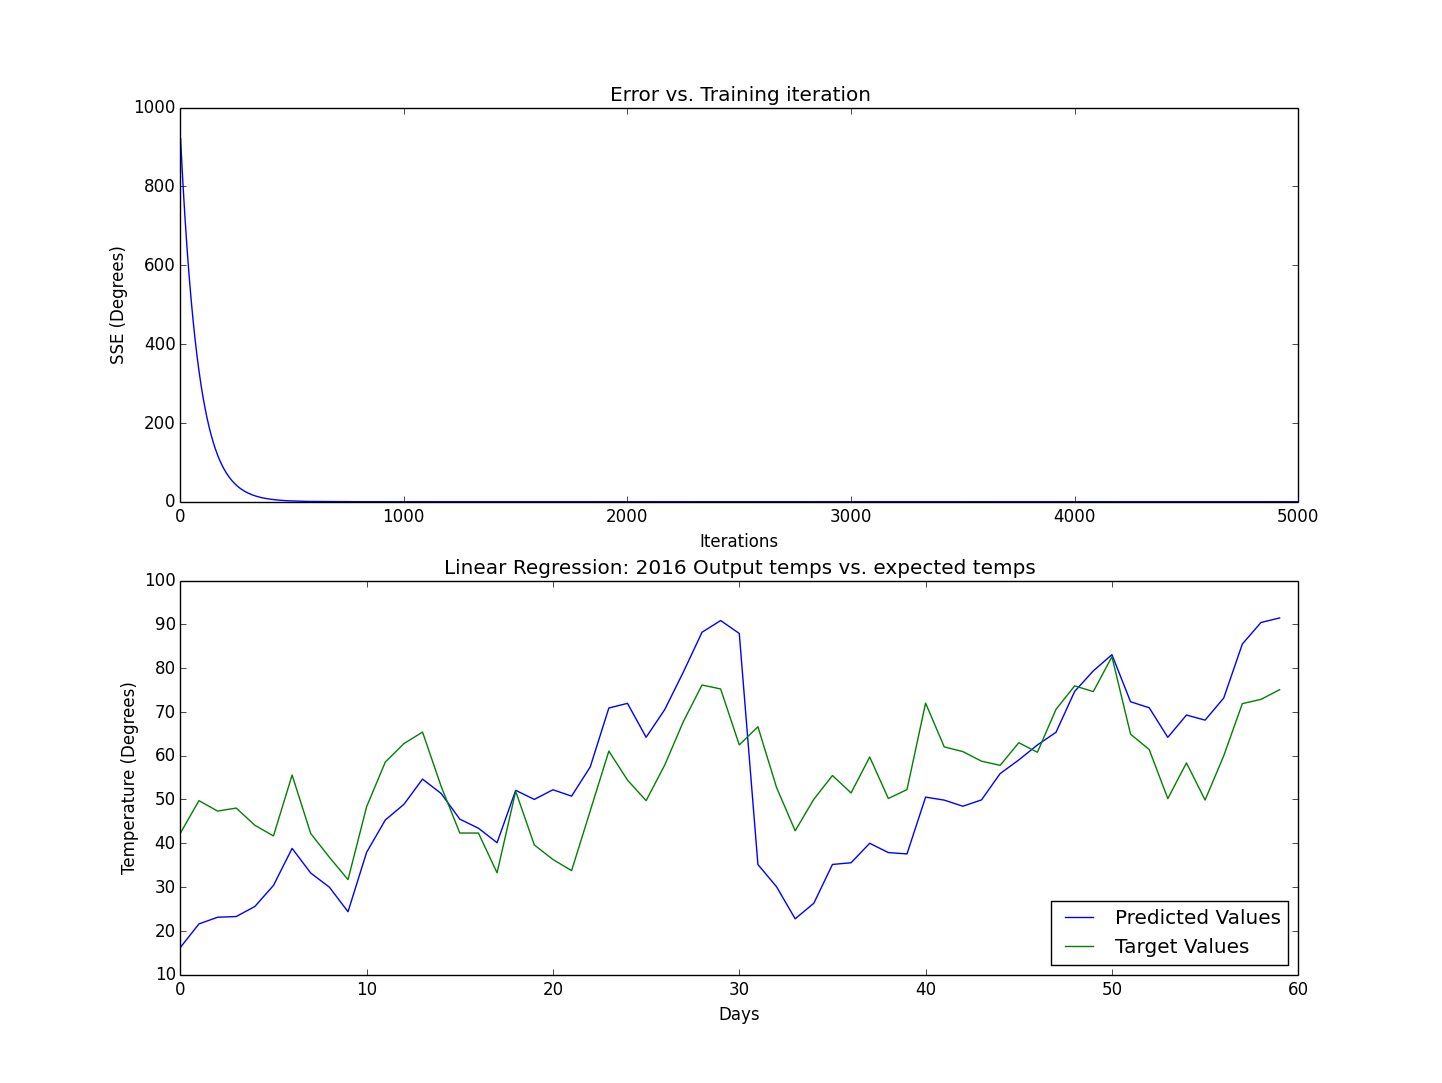 Error vs. Training iteration
1000
800
600
400
200
0
SSE (Degrees)
0 1000 2000 3000 4000 5000
Iterations
Linear Regression: 2016 Output temps vs. expected temps
100
90
80
70
60
50
40
30
20
10
Temperature (Degrees)
Predicted Values
Target Values
0 10 20 30 40 50 60
Days